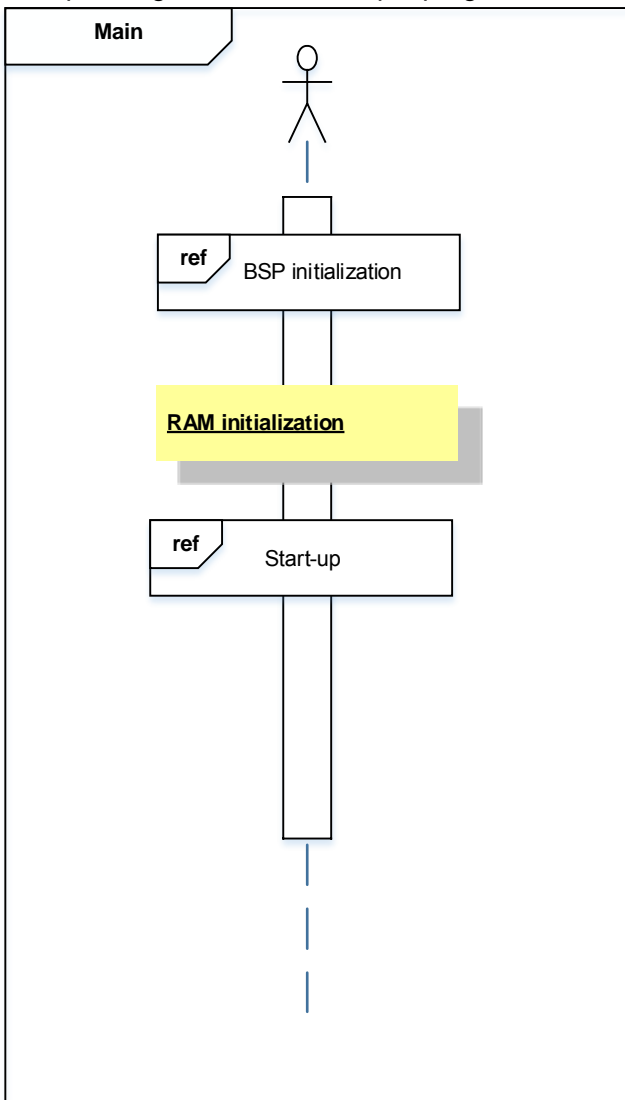 Main
ref
BSP initialization
RAM initialization
ref
Start-up